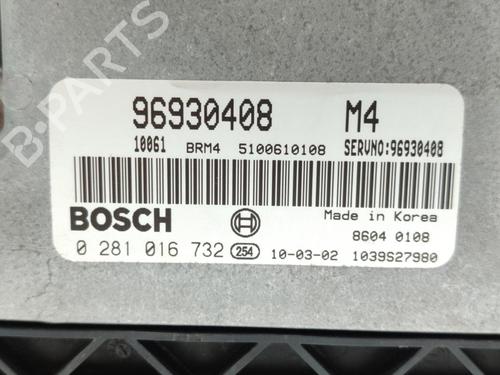 96930408 M4
10061 BRM4 5100610108 SERVNO:96930408
BOSCH Made in Korea
8604 0108
0 281 016 732 254 10-03-02 1039S27980
B-PARTS